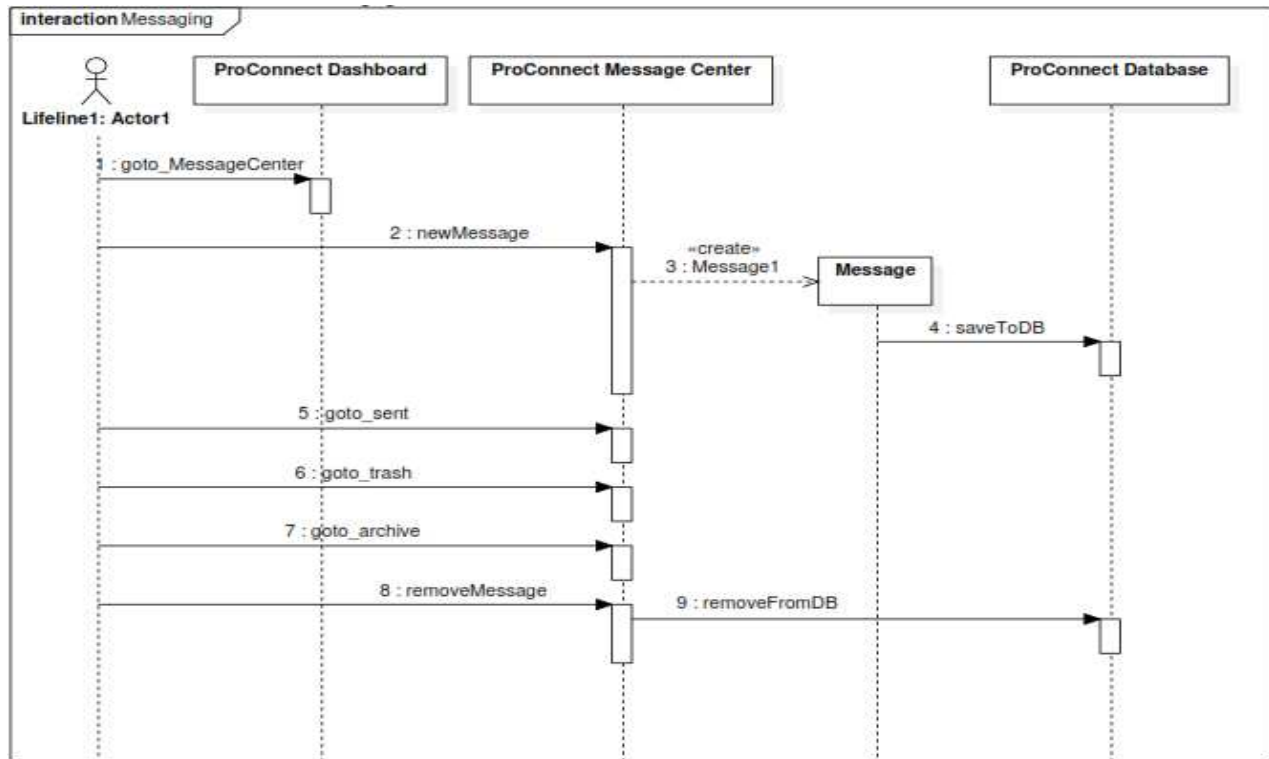 interaction Messaging
ProConnect Dashboard
ProConnect Message Center
ProConnect Database
Lifeline1: Actor1
1 : goto_MessageCenter
2 : newMessage
«create»
3 : Message1
Message
4 : saveToDB
5 : goto_sent
6 : goto_trash
7 : goto_archive
8 : removeMessage
9 : removeFromDB